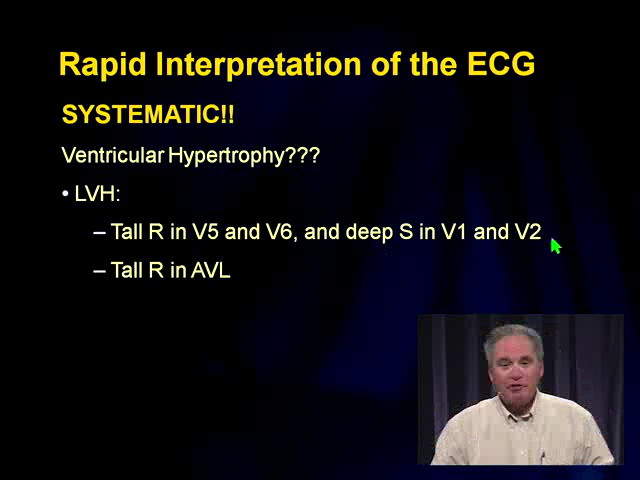 Rapid Interpretation of the ECG
SYSTEMATIC!!
Ventricular Hypertrophy???
• LVH:
– Tall R in V5 and V6, and deep S in V1 and V2
– Tall R in AVL